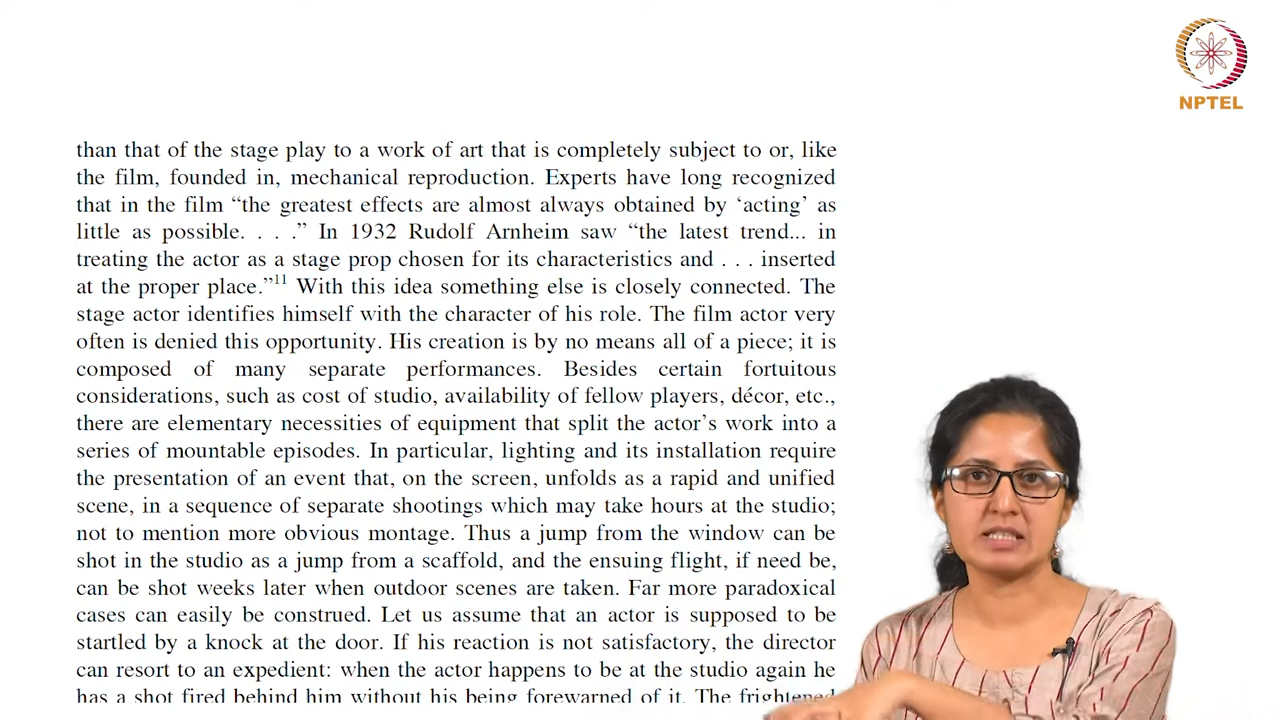 NPTEL
than that of the stage play to a work of art that is completely subject to or, like
the film, founded in, mechanical reproduction. Experts have long recognized
that in the film “the greatest effects are almost always obtained by ‘acting’ as
little as possible. . . .” In 1932 Rudolf Arnheim saw “the latest trend... in
treating the actor as a stage prop chosen for its characteristics and . . . inserted
at the proper place.”11 With this idea something else is closely connected. The
stage actor identifies himself with the character of his role. The film actor very
often is denied this opportunity. His creation is by no means all of a piece; it is
composed of many separate performances. Besides certain fortuitous
considerations, such as cost of studio, availability of fellow players, décor, etc.,
there are elementary necessities of equipment that split the actor’s work into a
series of mountable episodes. In particular, lighting and its installation require
the presentation of an event that, on the screen, unfolds as a rapid and unified
scene, in a sequence of separate shootings which may take hours at the studio;
not to mention more obvious montage. Thus a jump from the window can be
shot in the studio as a jump from a scaffold, and the ensuing flight, if need be,
can be shot weeks later when outdoor scenes are taken. Far more paradoxical
cases can easily be construed. Let us assume that an actor is supposed to be
startled by a knock at the door. If his reaction is not satisfactory, the director
can resort to an expedient: when the actor happens to be at the studio again he
has a shot fired behind him without his being forewarned of it. The frightened